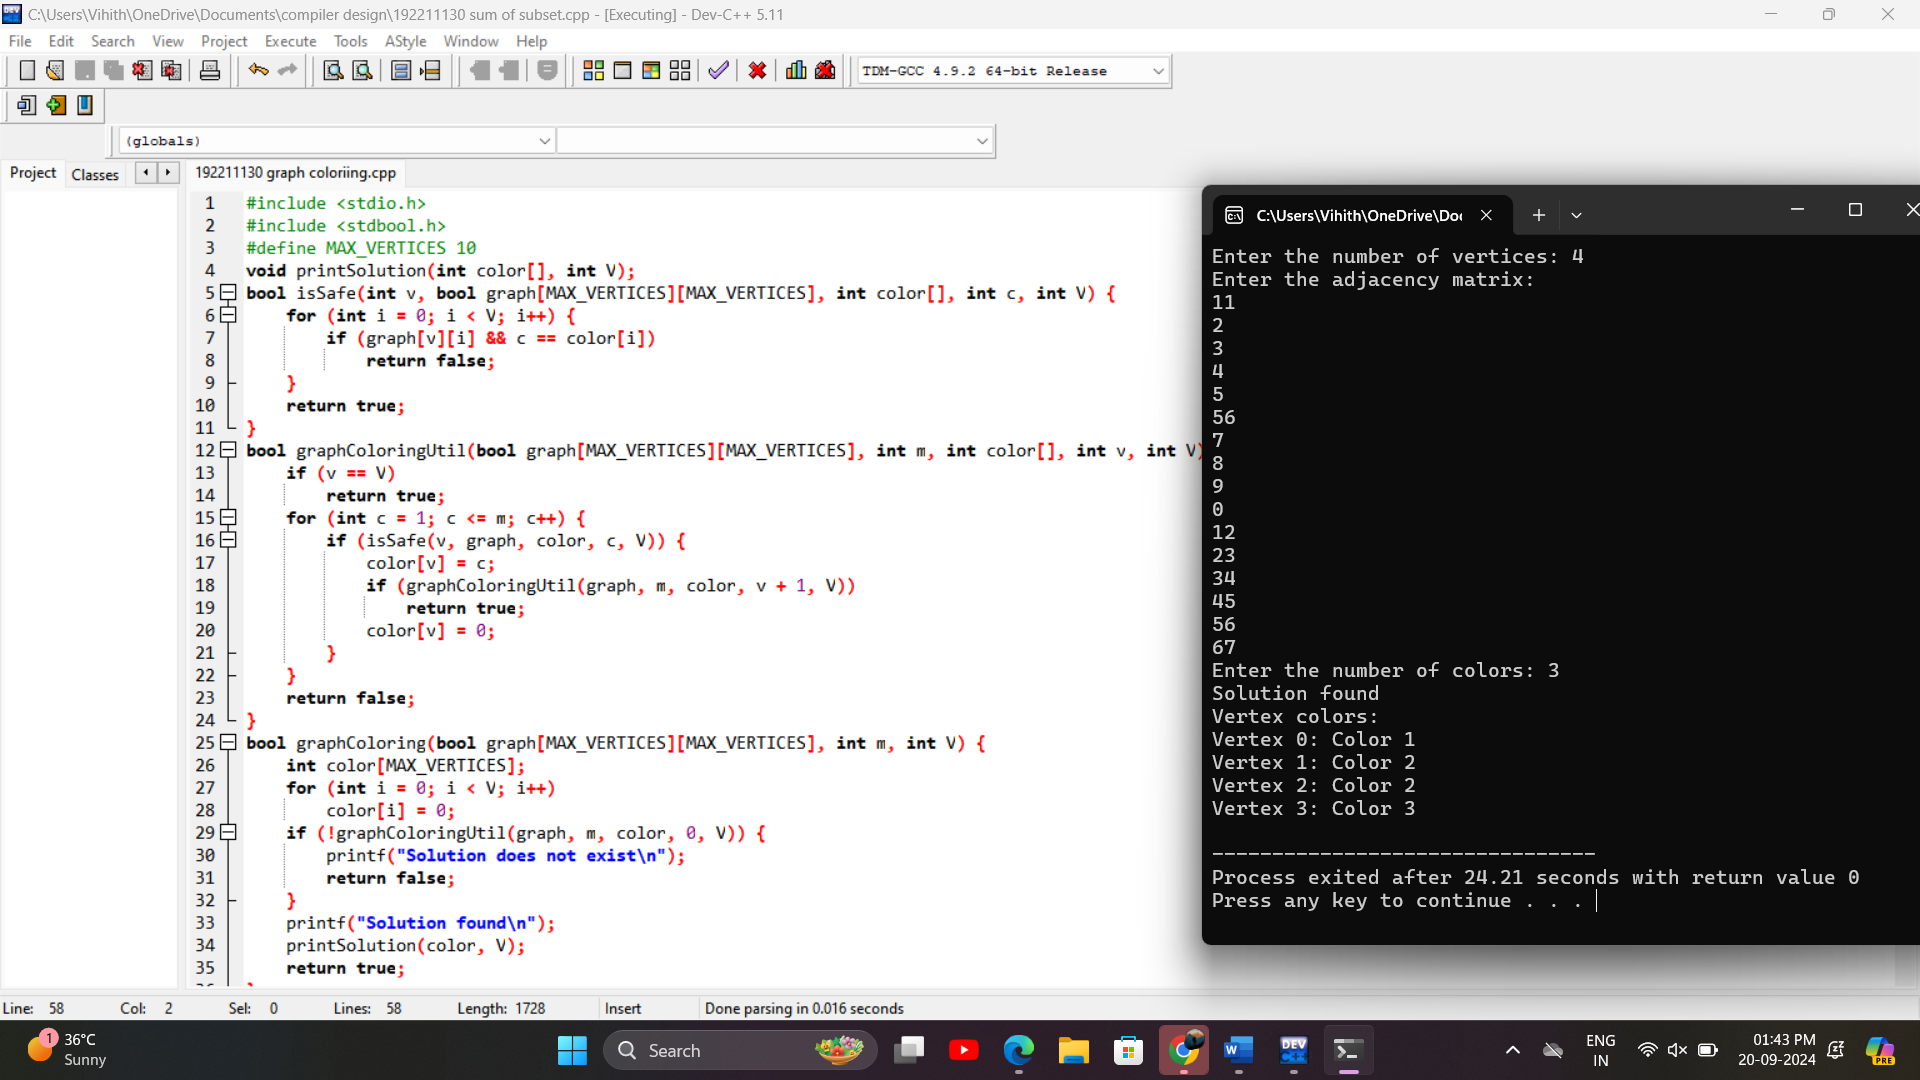 C:\Users\Vihith\OneDrive\Documents\compiler design\192211130 sum of subset.cpp - [Executing] - Dev-C++ 5.11
File Edit Search View Project Execute Tools AStyle Window Help
TDM-GCC 4.9.2 64-bit Release
(globals)
Project Classes
192211130 graph coloriing.cpp
1 #include <stdio.h>
2 #include <stdbool.h>
3 #define MAX_VERTICES 10
4 void printSolution(int color[], int V);
5 bool isSafe(int v, bool graph[MAX_VERTICES][MAX_VERTICES], int color[], int c, int V) {
6 for (int i = 0; i < V; i++) {
7 if (graph[v][i] && c == color[i])
8 return false;
9 }
10 return true;
11 }
12 bool graphColoringUtil(bool graph[MAX_VERTICES][MAX_VERTICES], int m, int color[], int v, int V)
13 if (v == V)
14 return true;
15 for (int c = 1; c <= m; c++) {
16 if (isSafe(v, graph, color, c, V)) {
17 color[v] = c;
18 if (graphColoringUtil(graph, m, color, v + 1, V))
19 return true;
20 color[v] = 0;
21 }
22 }
23 return false;
24 }
25 bool graphColoring(bool graph[MAX_VERTICES][MAX_VERTICES], int m, int V) {
26 int color[MAX_VERTICES];
27 for (int i = 0; i < V; i++)
28 color[i] = 0;
29 if (!graphColoringUtil(graph, m, color, 0, V)) {
30 printf("Solution does not exist\n");
31 return false;
32 }
33 printf("Solution found\n");
34 printSolution(color, V);
35 return true;
C:\Users\Vihith\OneDrive\Do
Enter the number of vertices: 4
Enter the adjacency matrix:
11
2
3
4
5
56
7
8
9
0
12
23
34
45
56
67
Enter the number of colors: 3
Solution found
Vertex colors:
Vertex 0: Color 1
Vertex 1: Color 2
Vertex 2: Color 2
Vertex 3: Color 3
--------------------------------
Process exited after 24.21 seconds with return value 0
Press any key to continue . . .
Line: 58 Col: 2 Sel: 0 Lines: 58 Length: 1728 Insert Done parsing in 0.016 seconds
1
36°C
Sunny
Search
W
DEV
ENG
IN
01:43 PM
20-09-2024
PRE